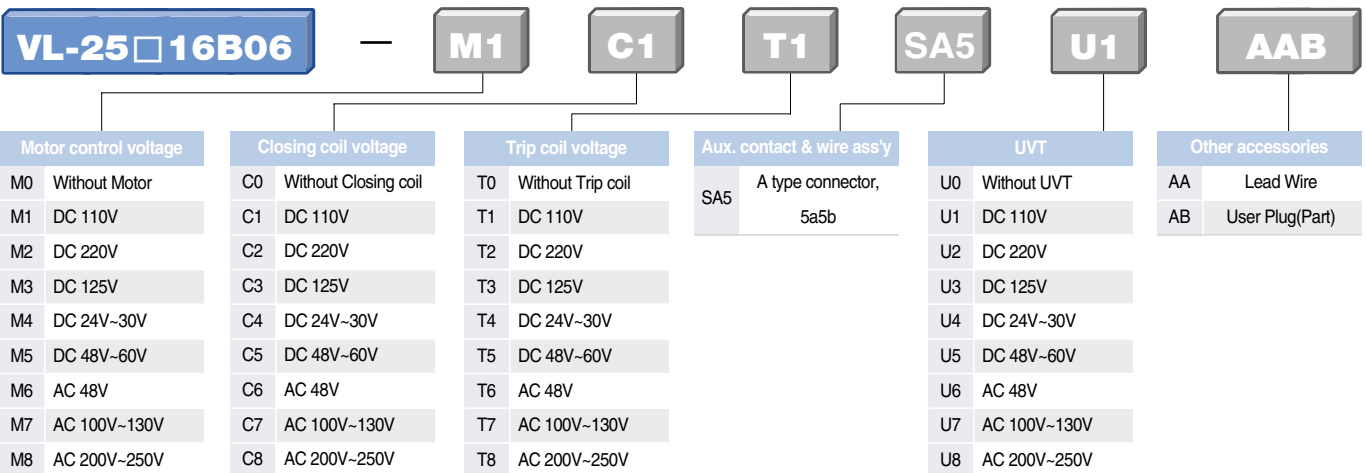 VL-25□16B06 — M1 C1 T1 SA5 U1 AAB
Motor control voltage
M0 Without Motor
M1 DC 110V
M2 DC 220V
M3 DC 125V
M4 DC 24V~30V
M5 DC 48V~60V
M6 AC 48V
M7 AC 100V~130V
M8 AC 200V~250V
Closing coil voltage
C0 Without Closing coil
C1 DC 110V
C2 DC 220V
C3 DC 125V
C4 DC 24V~30V
C5 DC 48V~60V
C6 AC 48V
C7 AC 100V~130V
C8 AC 200V~250V
Trip coil voltage
T0 Without Trip coil
T1 DC 110V
T2 DC 220V
T3 DC 125V
T4 DC 24V~30V
T5 DC 48V~60V
T6 AC 48V
T7 AC 100V~130V
T8 AC 200V~250V
Aux. contact & wire ass'y
SA5 A type connector,
5a5b
UVT
U0 Without UVT
U1 DC 110V
U2 DC 220V
U3 DC 125V
U4 DC 24V~30V
U5 DC 48V~60V
U6 AC 48V
U7 AC 100V~130V
U8 AC 200V~250V
Other accessories
AA Lead Wire
AB User Plug(Part)